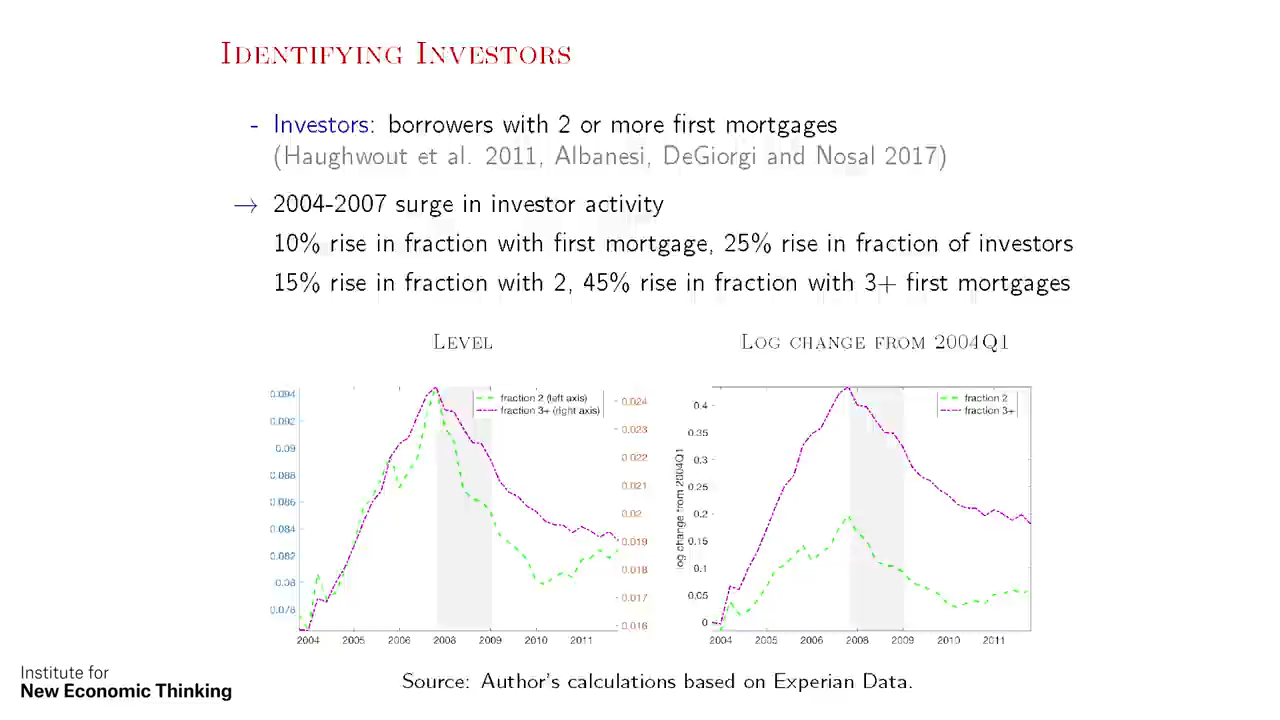 Identifying Investors
- Investors: borrowers with 2 or more first mortgages
(Haughwout et al. 2011, Albanesi, DeGiorgi and Nosal 2017)
→ 2004-2007 surge in investor activity
10% rise in fraction with first mortgage, 25% rise in fraction of investors
15% rise in fraction with 2, 45% rise in fraction with 3+ first mortgages
Level
0.094
0.092
0.09
0.088
0.086
0.084
0.082
0.08
0.078
fraction 2 (left axis)
fraction 3+ (right axis)
0.024
0.023
0.022
0.021
0.02
0.019
0.018
0.017
0.016
2004 2005 2006 2008 2009 2010 2011
Log change from 2004Q1
log change from 2004Q1
0.4
0.35
0.3
0.25
0.2
0.15
0.1
0.05
0
fraction 2
fraction 3+
2004 2005 2006 2008 2009 2010 2011
Source: Author's calculations based on Experian Data.
Institute for
New Economic Thinking